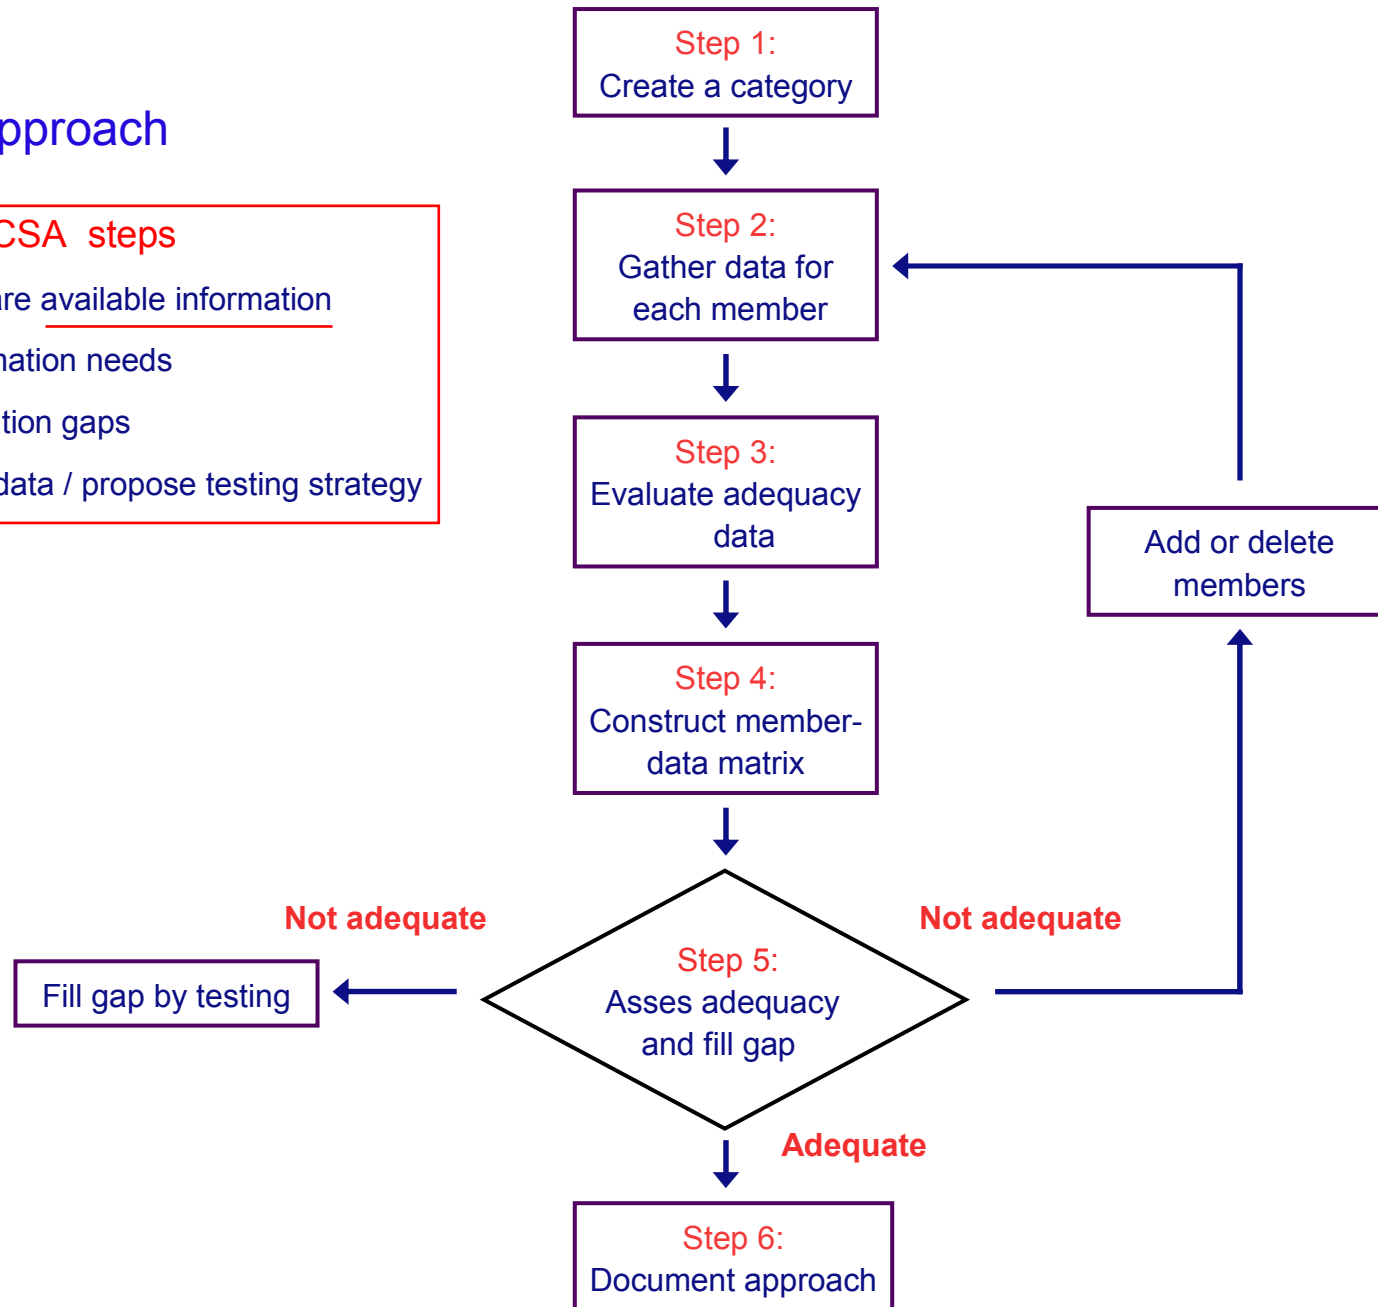 pproach
CSA steps
are available information
nation needs
tion gaps
data / propose testing strategy
Step 1:
Create a category
Step 2:
Gather data for
each member
Step 3:
Evaluate adequacy
data
Step 4:
Construct member-
data matrix
Add or delete
members
Not adequate
Not adequate
Step 5:
Asses adequacy
and fill gap
Fill gap by testing
Adequate
Step 6:
Document approach